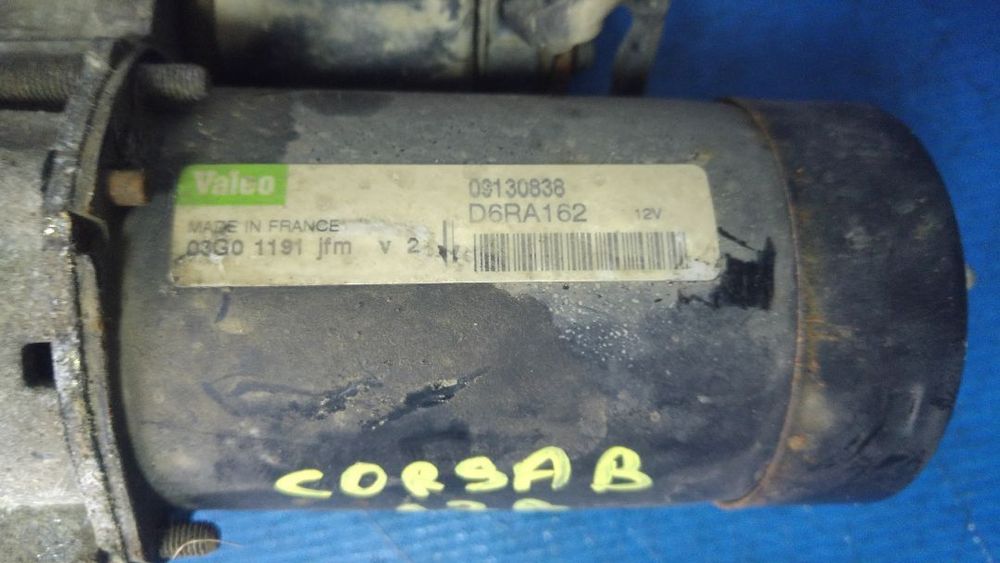 Valeo
09130838
D6RA162 12V
MADE IN FRANCE
03G0 1191 jfm v 2
CORSA B